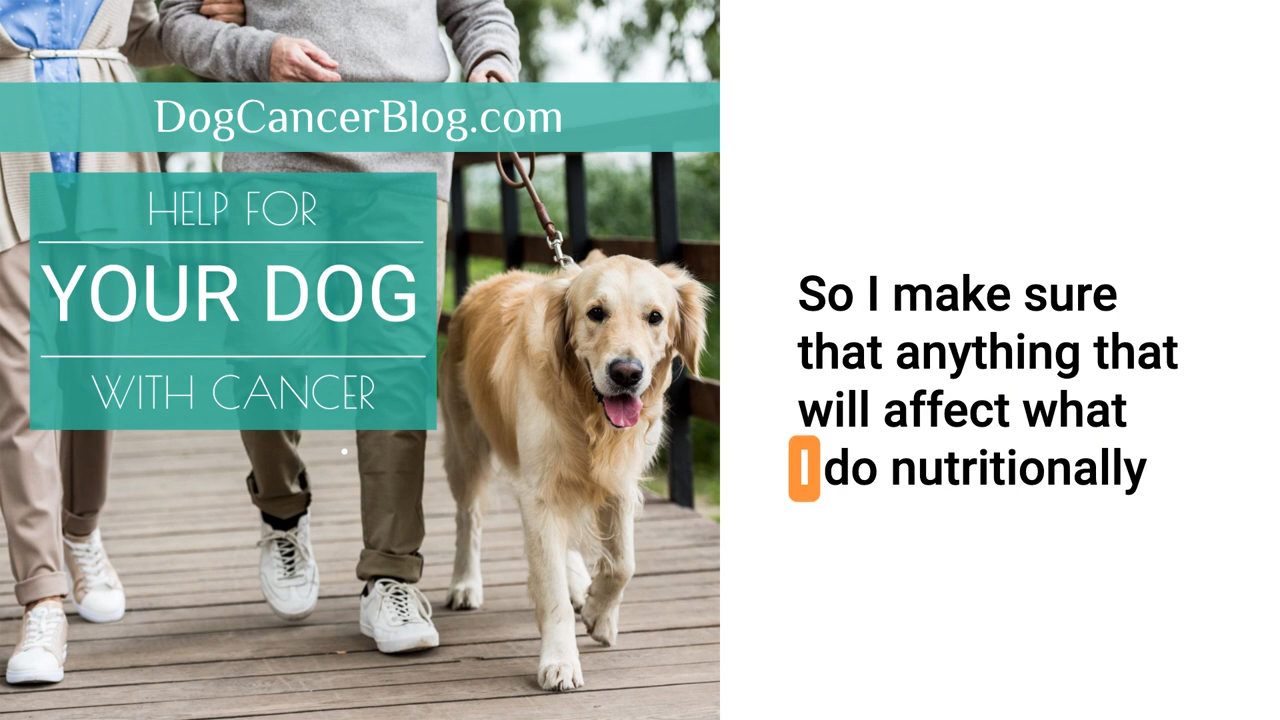 DogCancerBlog.com
HELP FOR
YOUR DOG
WITH CANCER
So I make sure
that anything that
will affect what
I do nutritionally